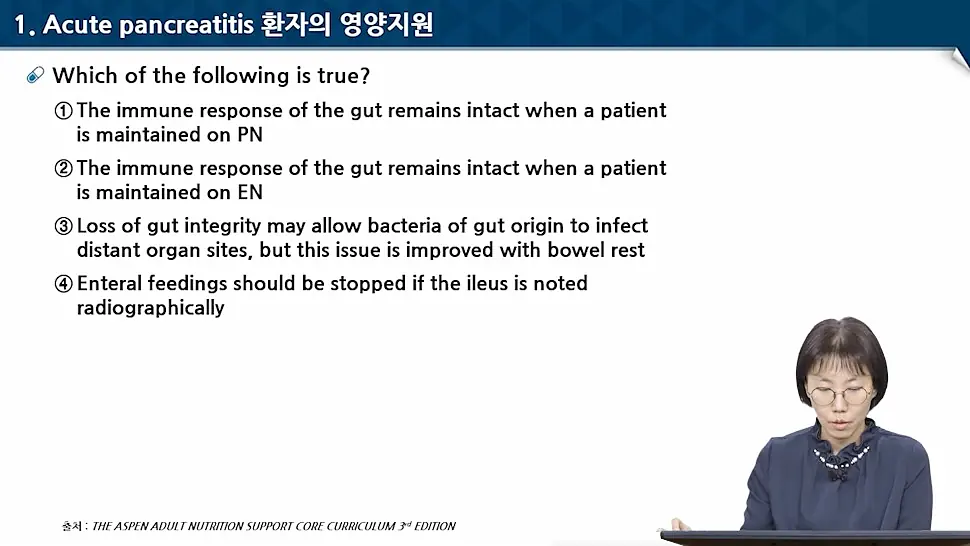 1. Acute pancreatitis 환자의 영양지원
Which of the following is true?
① The immune response of the gut remains intact when a patient
is maintained on PN
② The immune response of the gut remains intact when a patient
is maintained on EN
③ Loss of gut integrity may allow bacteria of gut origin to infect
distant organ sites, but this issue is improved with bowel rest
④ Enteral feedings should be stopped if the ileus is noted
radiographically
출처 : THE ASPEN ADULT NUTRITION SUPPORT CORE CURRICULUM 3rd EDITION